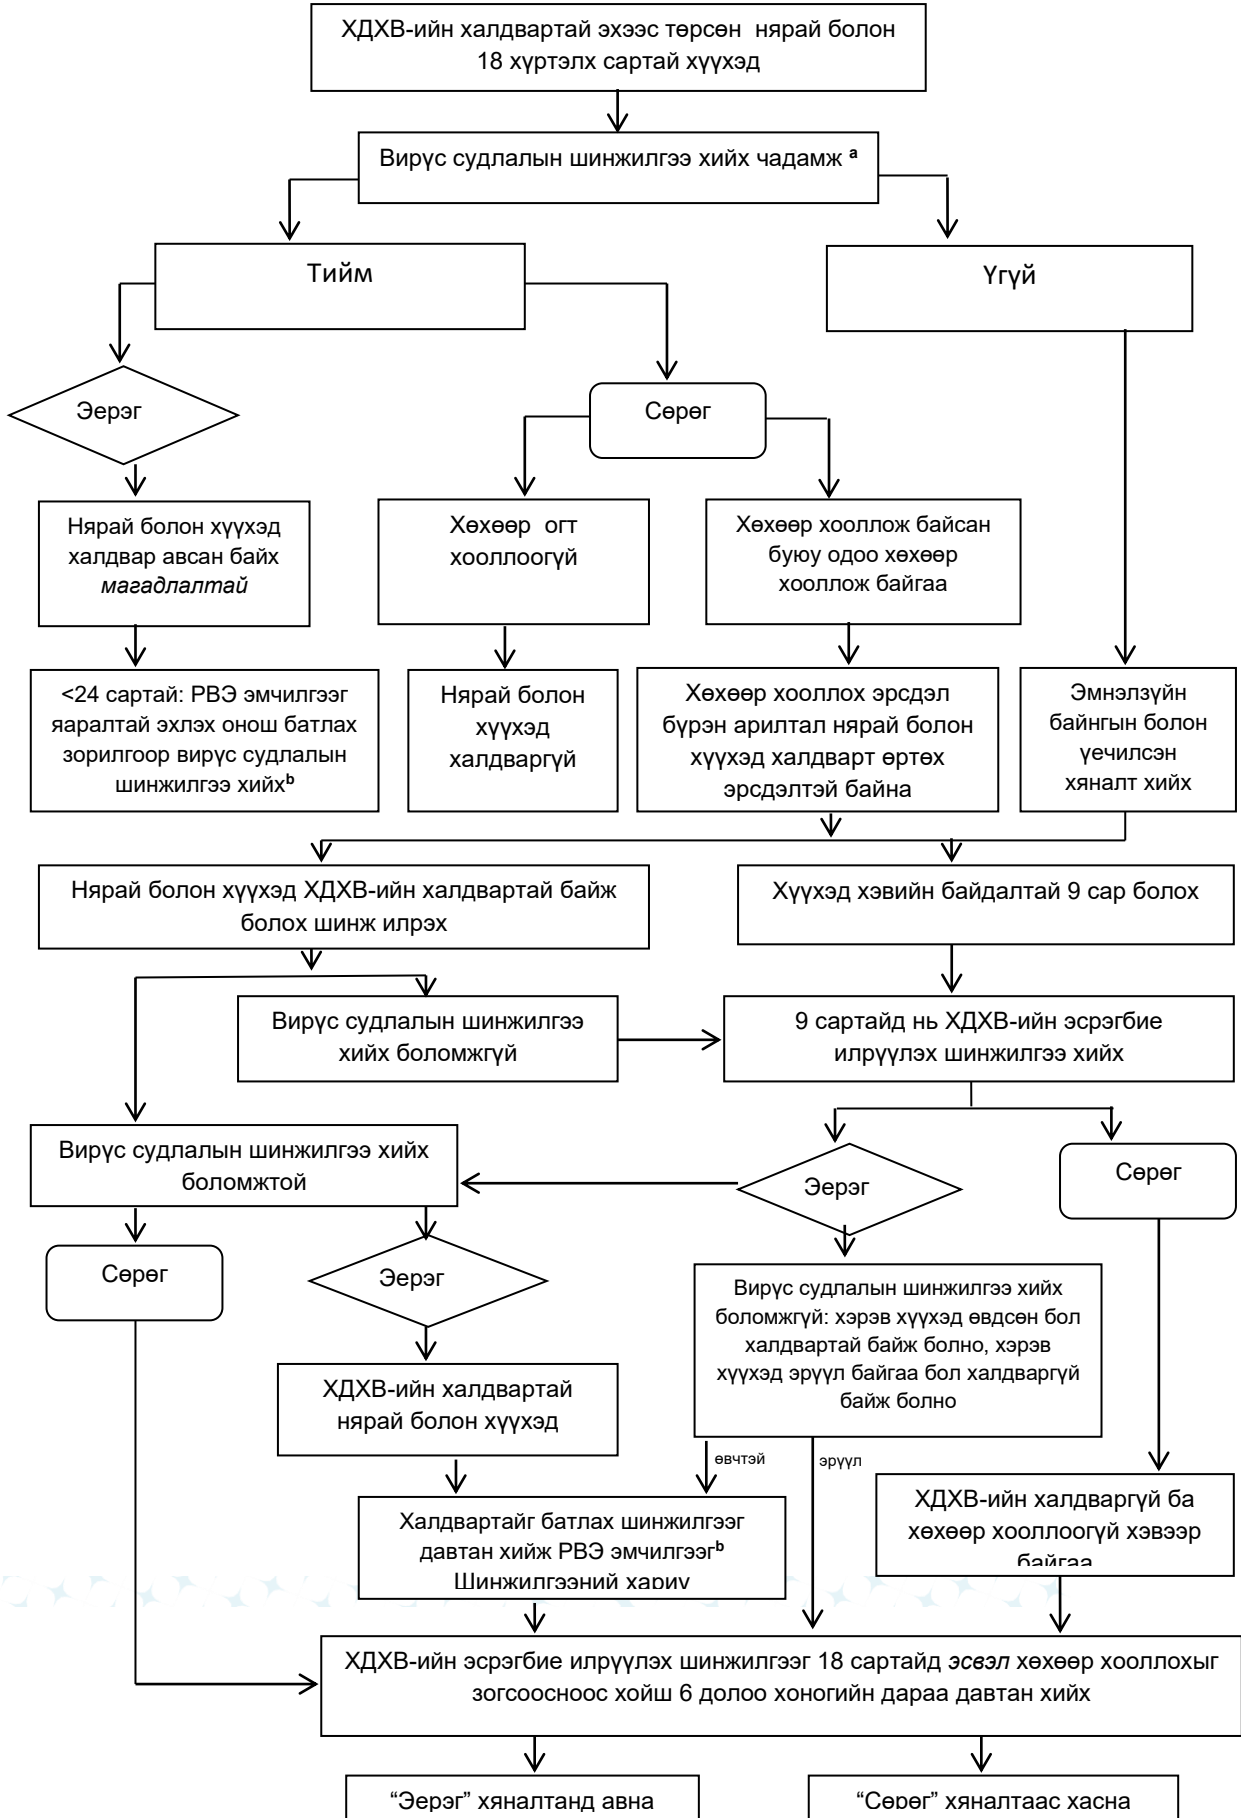 ХДХВ-ийн халдвартай эхээс төрсөн нярай болон
18 хүртэлх сартай хүүхэд
Вирүс судлалын шинжилгээ хийх чадамж a
Тийм
Үгүй
Эерэг
Сөрөг
Нярай болон хүүхэд
халдвар авсан байх
магадлалтай
Хөхөөр огт
хооллоогүй
Хөхөөр хооллож байсан
буюу одоо хөхөөр
хооллож байгаа
<24 сартай: РВЭ эмчилгээг
яаралтай эхлэх онош батлах
зорилгоор вирүс судлалын
шинжилгээ хийхb
Нярай болон
хүүхэд
халдваргүй
Хөхөөр хооллох эрсдэл
бүрэн арилтал нярай болон
хүүхэд халдварт өртөх
эрсдэлтэй байна
Эмнэлзүйн
байнгын болон
үечилсэн
хяналт хийх
Нярай болон хүүхэд ХДХВ-ийн халдвартай байж
болох шинж илрэх
Хүүхэд хэвийн байдалтай 9 сар болох
Вирүс судлалын шинжилгээ
хийх боломжгүй
9 сартайд нь ХДХВ-ийн эсрэгбие
илрүүлэх шинжилгээ хийх
Вирүс судлалын шинжилгээ хийх
боломжтой
Эерэг
Сөрөг
Сөрөг
Эерэг
Вирүс судлалын шинжилгээ хийх
боломжгүй: хэрэв хүүхэд өвдсөн бол
халдвартай байж болно, хэрэв
хүүхэд эрүүл байгаа бол халдваргүй
байж болно
ХДХВ-ийн халдвартай
нярай болон хүүхэд
өвчтэй
эрүүл
ХДХВ-ийн халдваргүй ба
хөхөөр хооллоогүй хэвээр
байгаа
Халдвартайг батлах шинжилгээг
давтан хийж РВЭ эмчилгээгb
Шинжилгээний хариу
ХДХВ-ийн эсрэгбие илрүүлэх шинжилгээг 18 сартайд эсвэл хөхөөр хооллохыг
зогсооснoос хойш 6 долоо хоногийн дараа давтан хийх
“Эерэг” хяналтанд авна
“Сөрөг” хяналтаас хасна